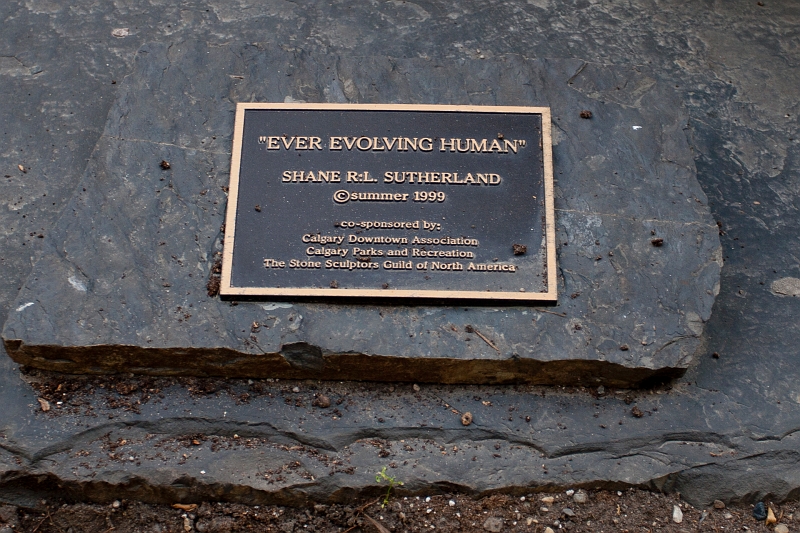 "EVER EVOLVING HUMAN"
SHANE R:L. SUTHERLAND
©summer 1999
co-sponsored by:
Calgary Downtown Association
Calgary Parks and Recreation
The Stone Sculptors Guild of North America